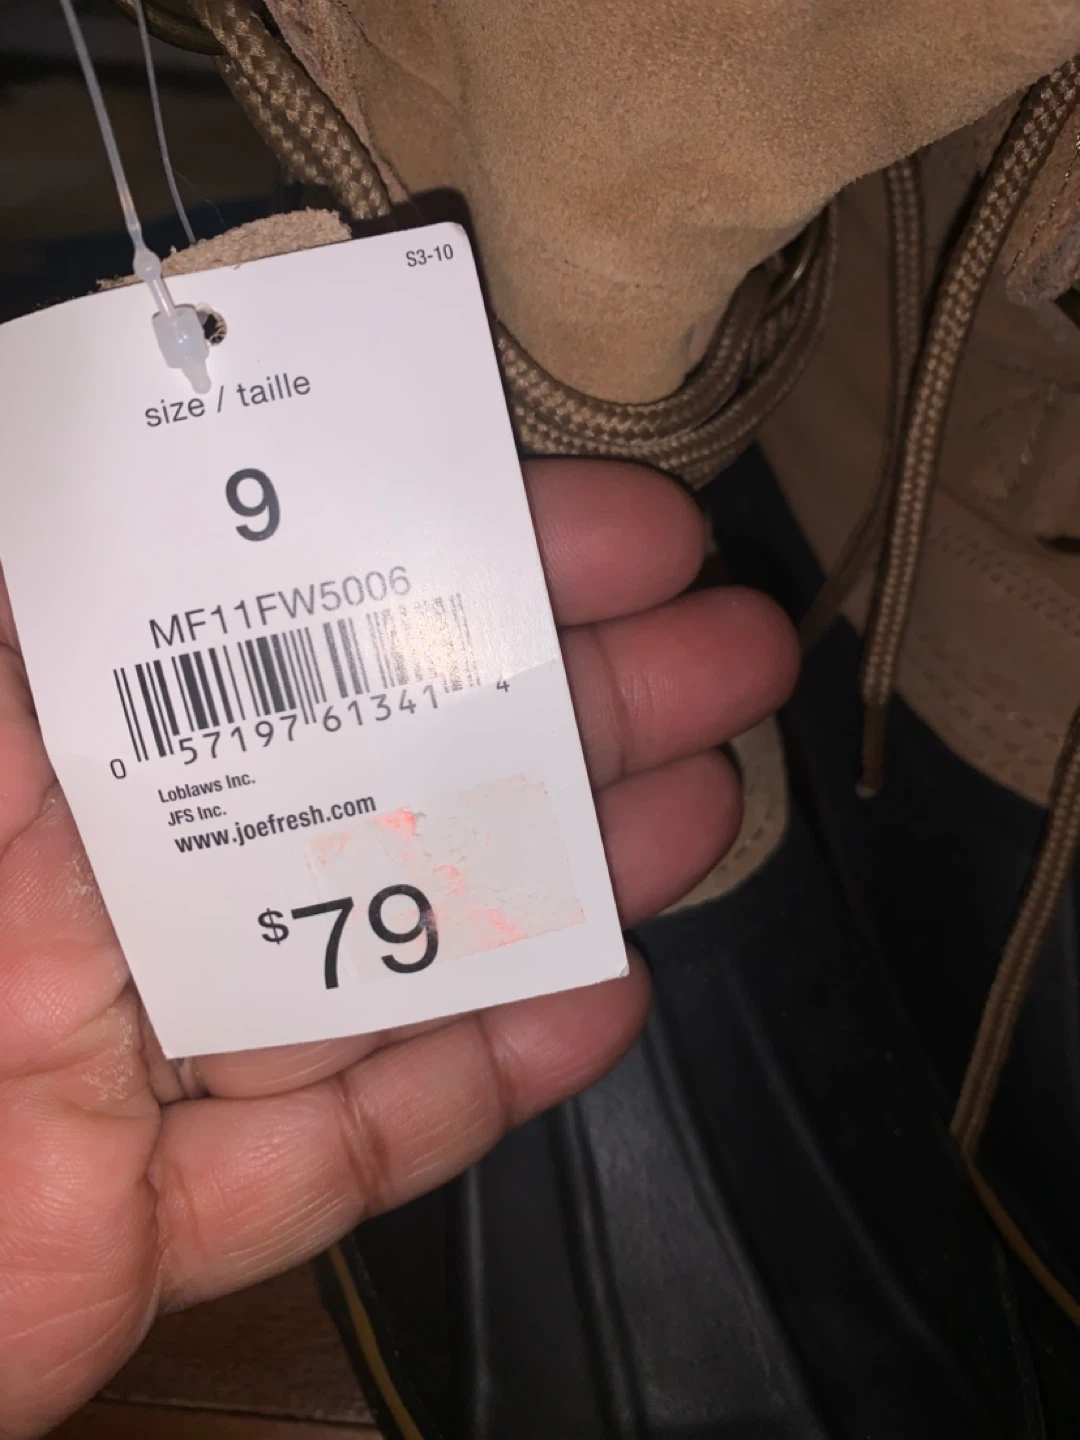 S3-10
size / taille
9
MF11FW5006
0 57197 61341 4
Loblaws Inc.
JFS Inc.
www.joefresh.com
$79